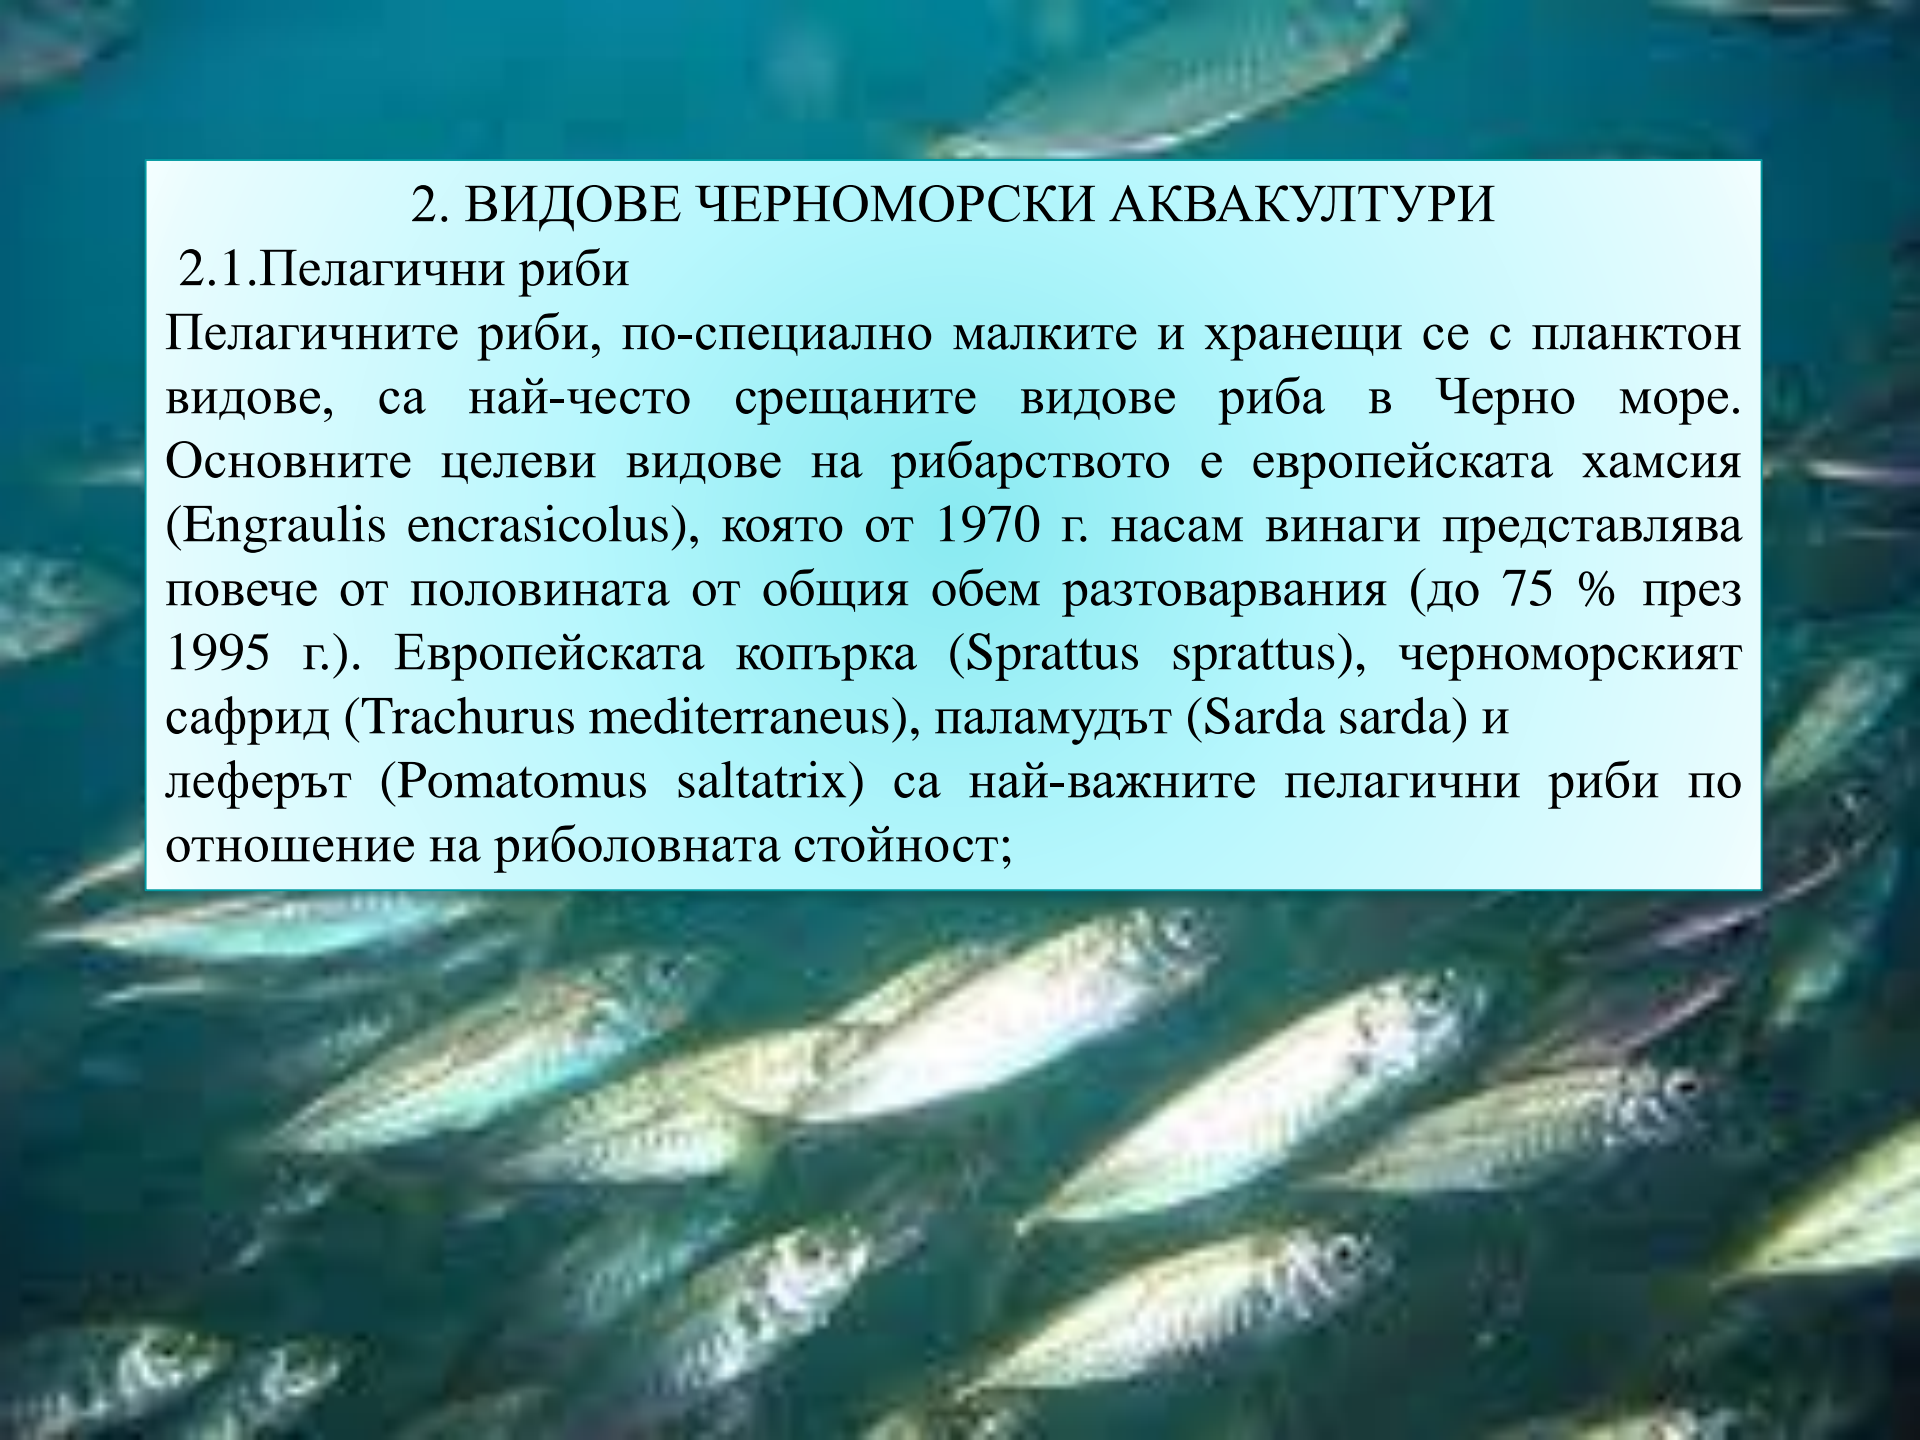 2. ВИДОВЕ ЧЕРНОМОРСКИ АКВАКУЛТУРИ
2.1.Пелагични риби
Пелагичните риби, по-специално малките и хранещи се с планктон
видове, са най-често срещаните видове риба в Черно море.
Основните целеви видове на рибарството е европейската хамсия
(Engraulis encrasicolus), която от 1970 г. насам винаги представлява
повече от половината от общия обем разтоварвания (до 75 % през
1995 г.). Европейската копърка (Sprattus sprattus), черноморският
сафрид (Trachurus mediterraneus), паламудът (Sarda sarda) и
леферът (Pomatomus saltatrix) са най-важните пелагични риби по
отношение на риболовната стойност;